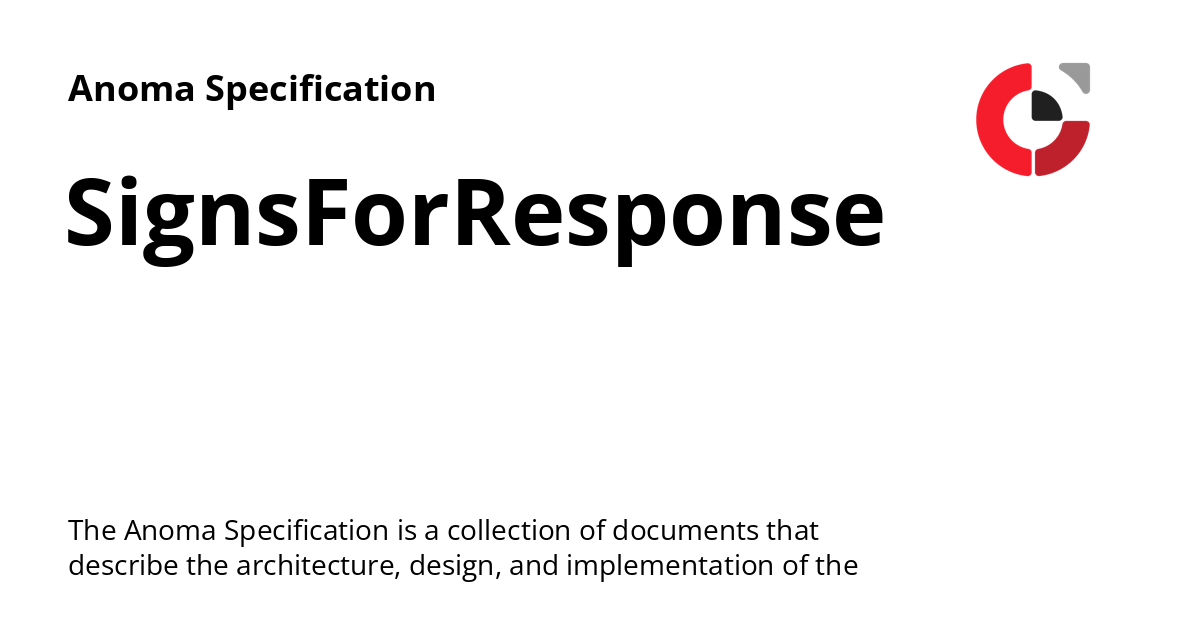 Anoma Specification
SignsForResponse
The Anoma Specification is a collection of documents that
describe the architecture, design, and implementation of the